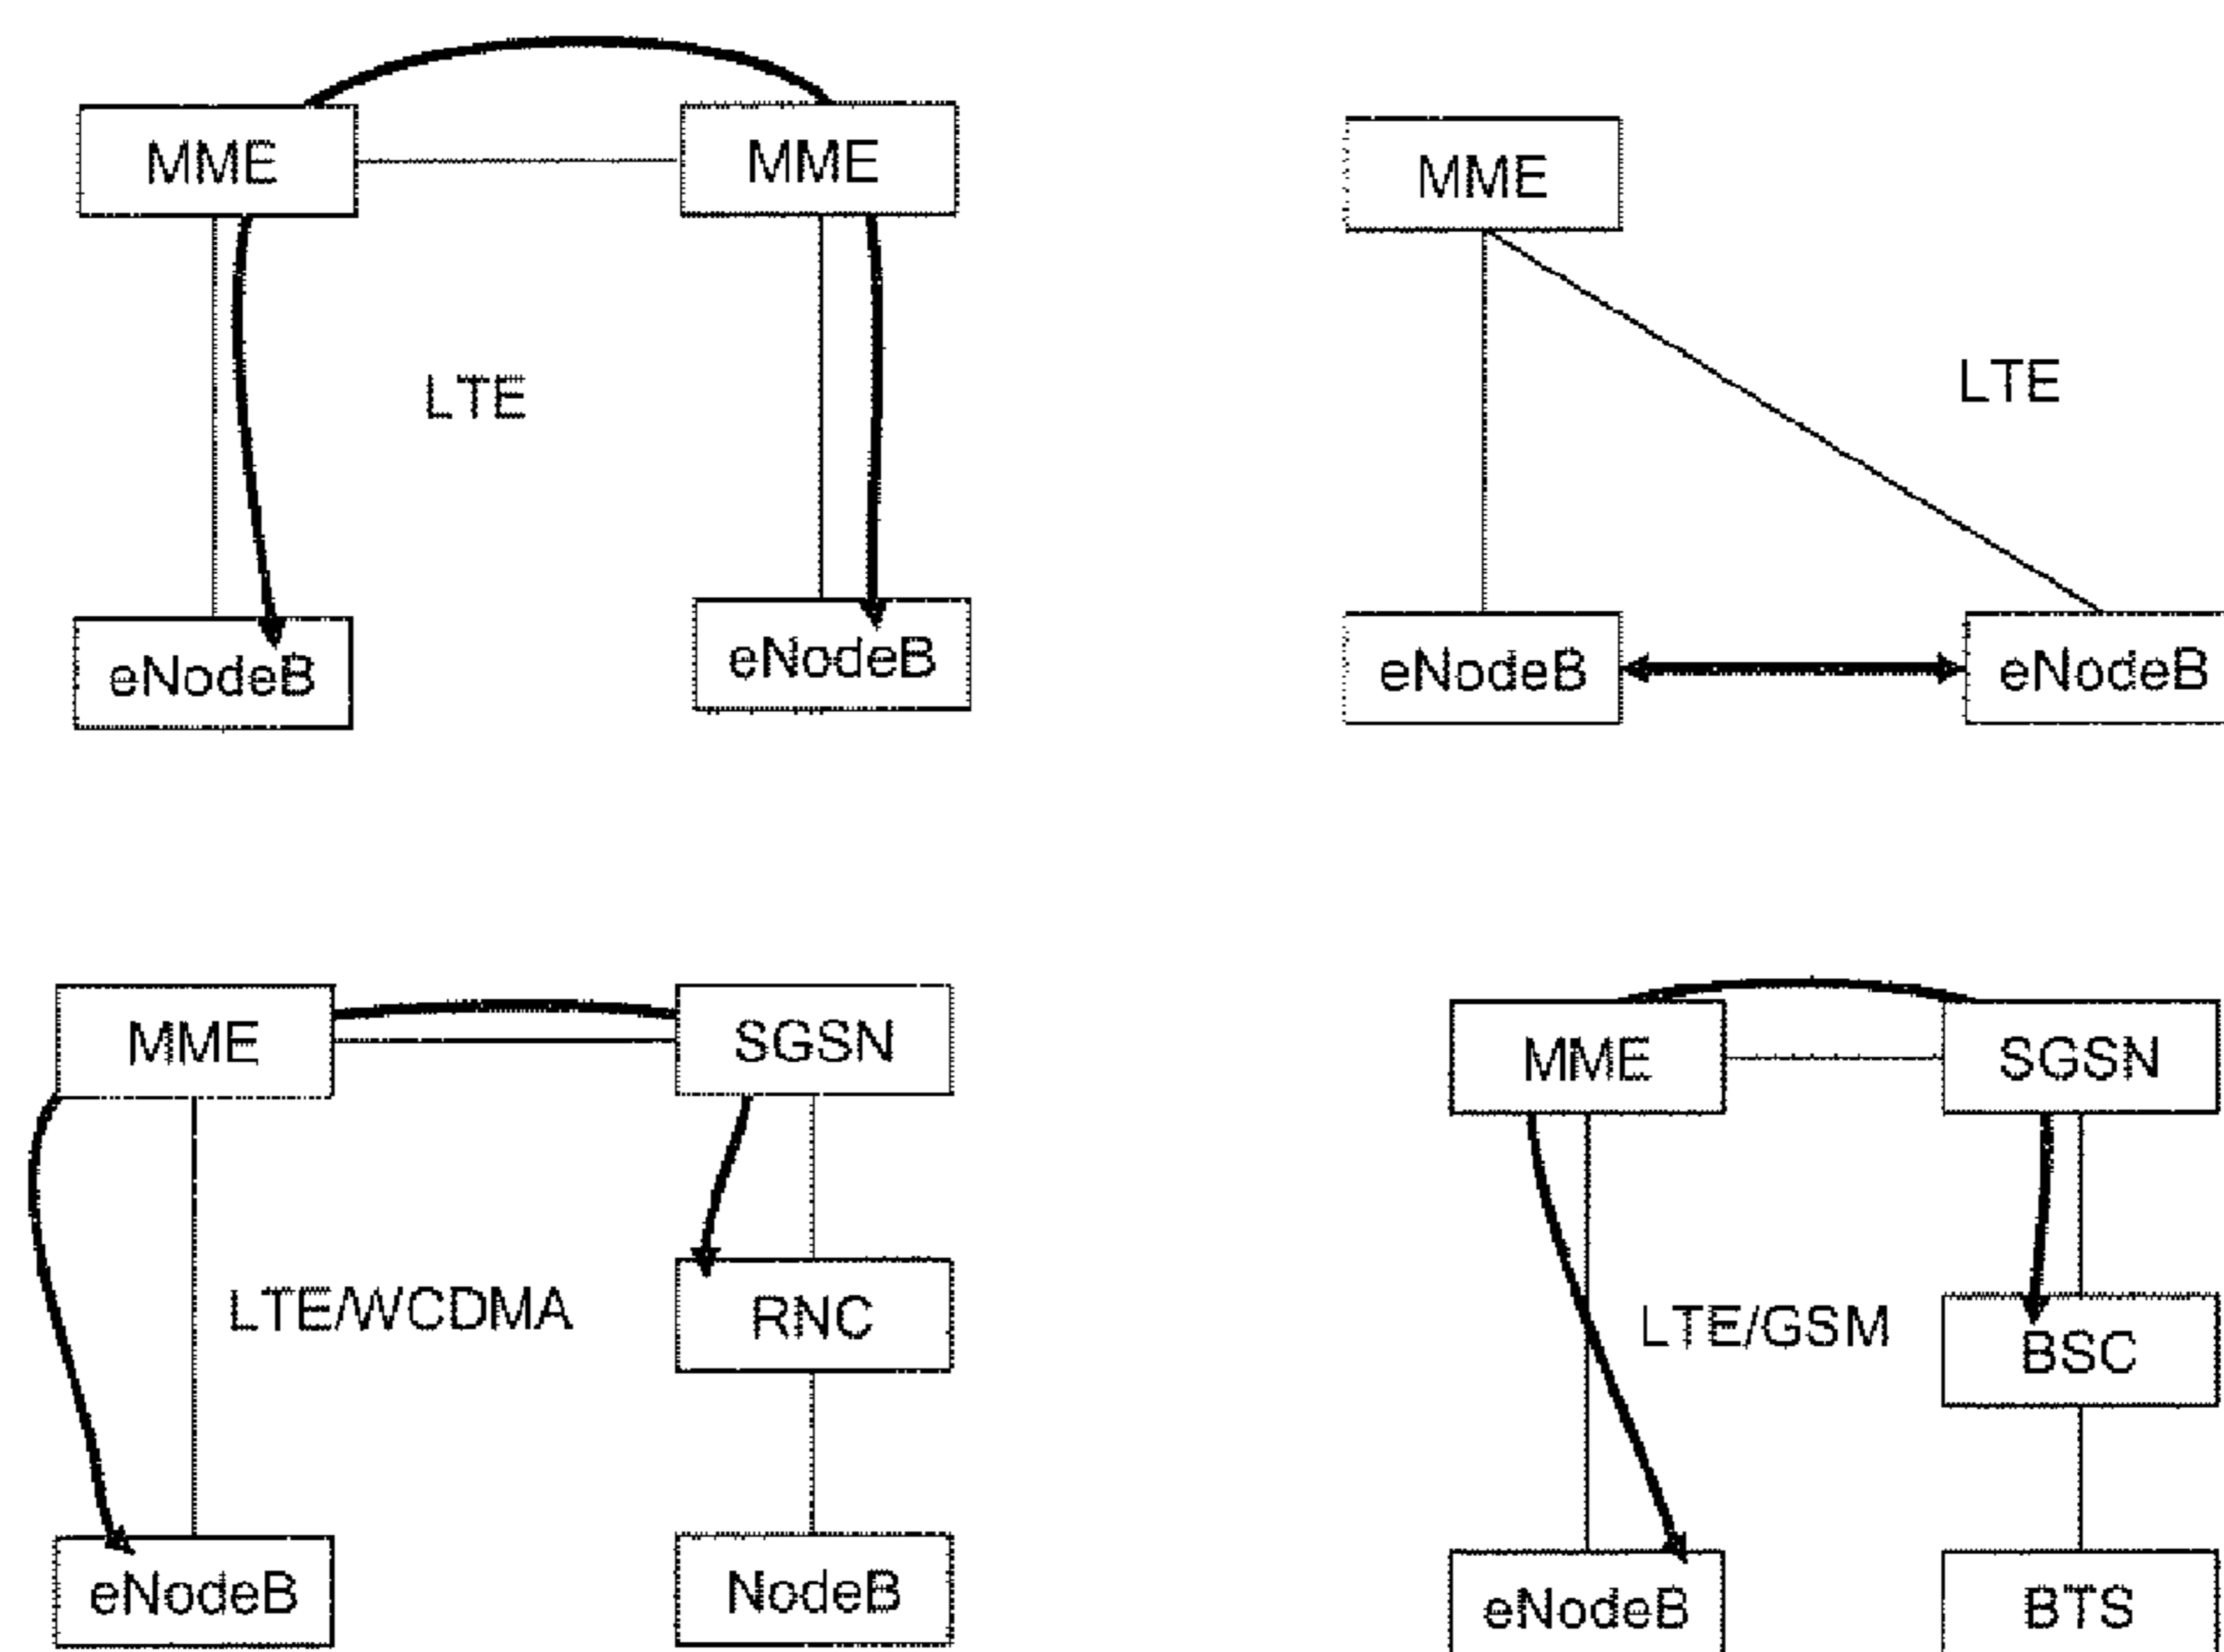 MME
MME
LTE
eNodeB
eNodeB
MME
LTE
eNodeB
eNodeB
MME
SGSN
LTE/WCDMA
RNC
eNodeB
NodeB
MME
SGSN
LTE/GSM
BSC
eNodeB
BTS